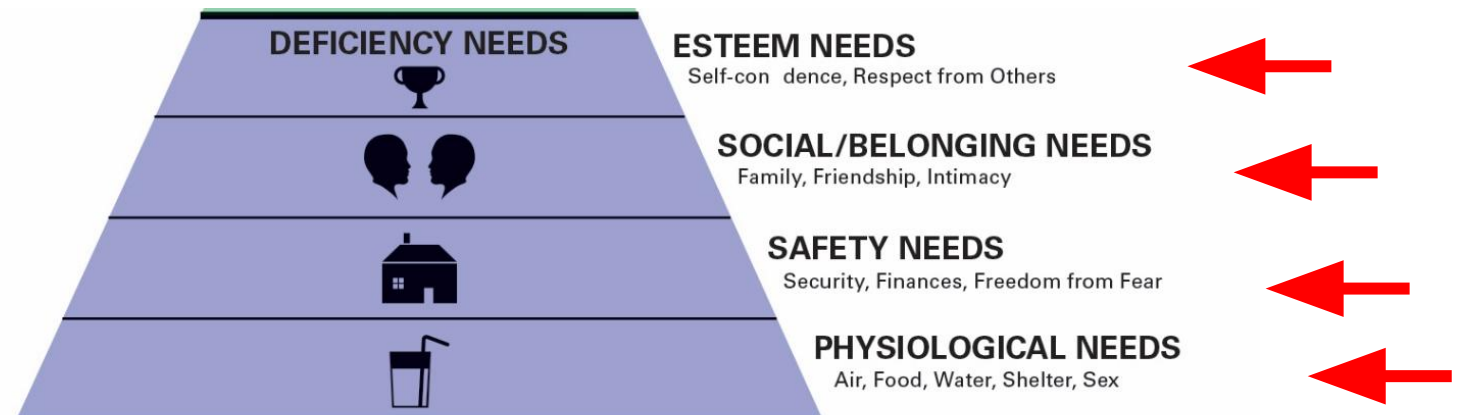 DEFICIENCY NEEDS
ESTEEM NEEDS
Self-con dence, Respect from Others
SOCIAL/BELONGING NEEDS
Family, Friendship, Intimacy
SAFETY NEEDS
Security, Finances, Freedom from Fear
PHYSIOLOGICAL NEEDS
Air, Food, Water, Shelter, Sex